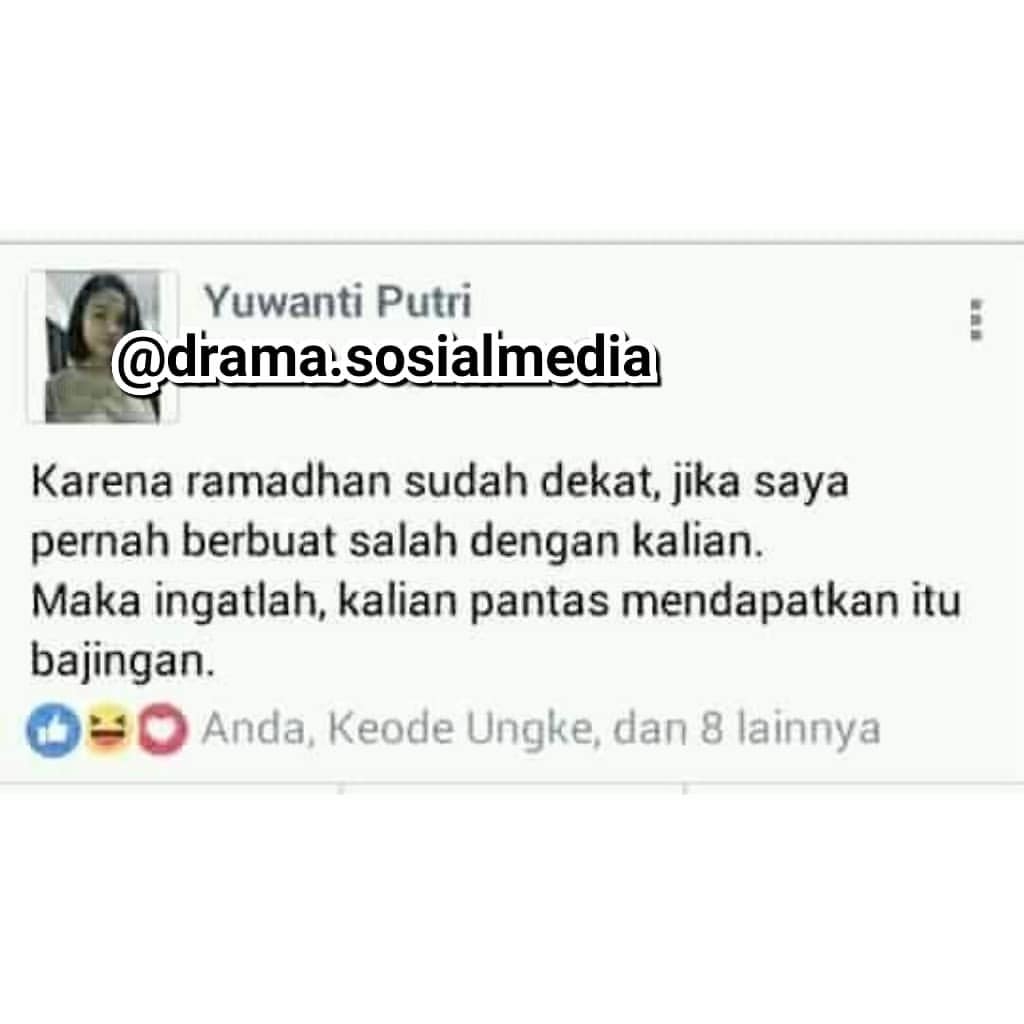 Yuwanti Putri
@drama.sosialmedia
Karena ramadhan sudah dekat, jika saya
pernah berbuat salah dengan kalian.
Maka ingatlah, kalian pantas mendapatkan itu
bajingan.
Anda, Keode Ungke, dan 8 lainnya